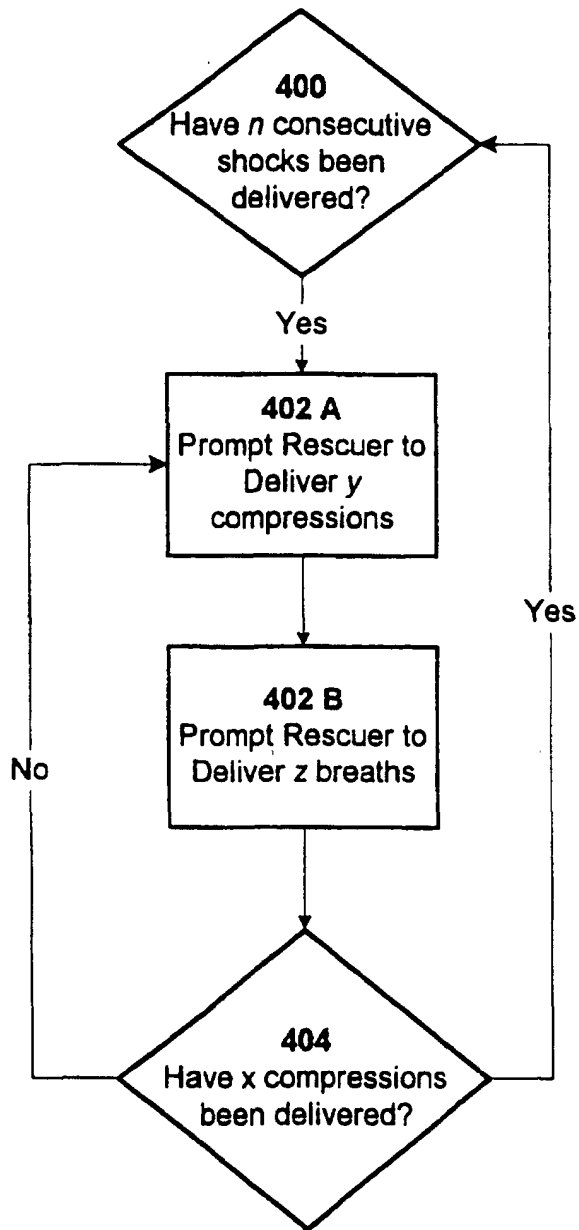 400
Have n consecutive
shocks been
delivered?
Yes
402 A
Prompt Rescuer to
Deliver y
compressions
Yes
402 B
Prompt Rescuer to
Deliver z breaths
No
404
Have x compressions
been delivered?